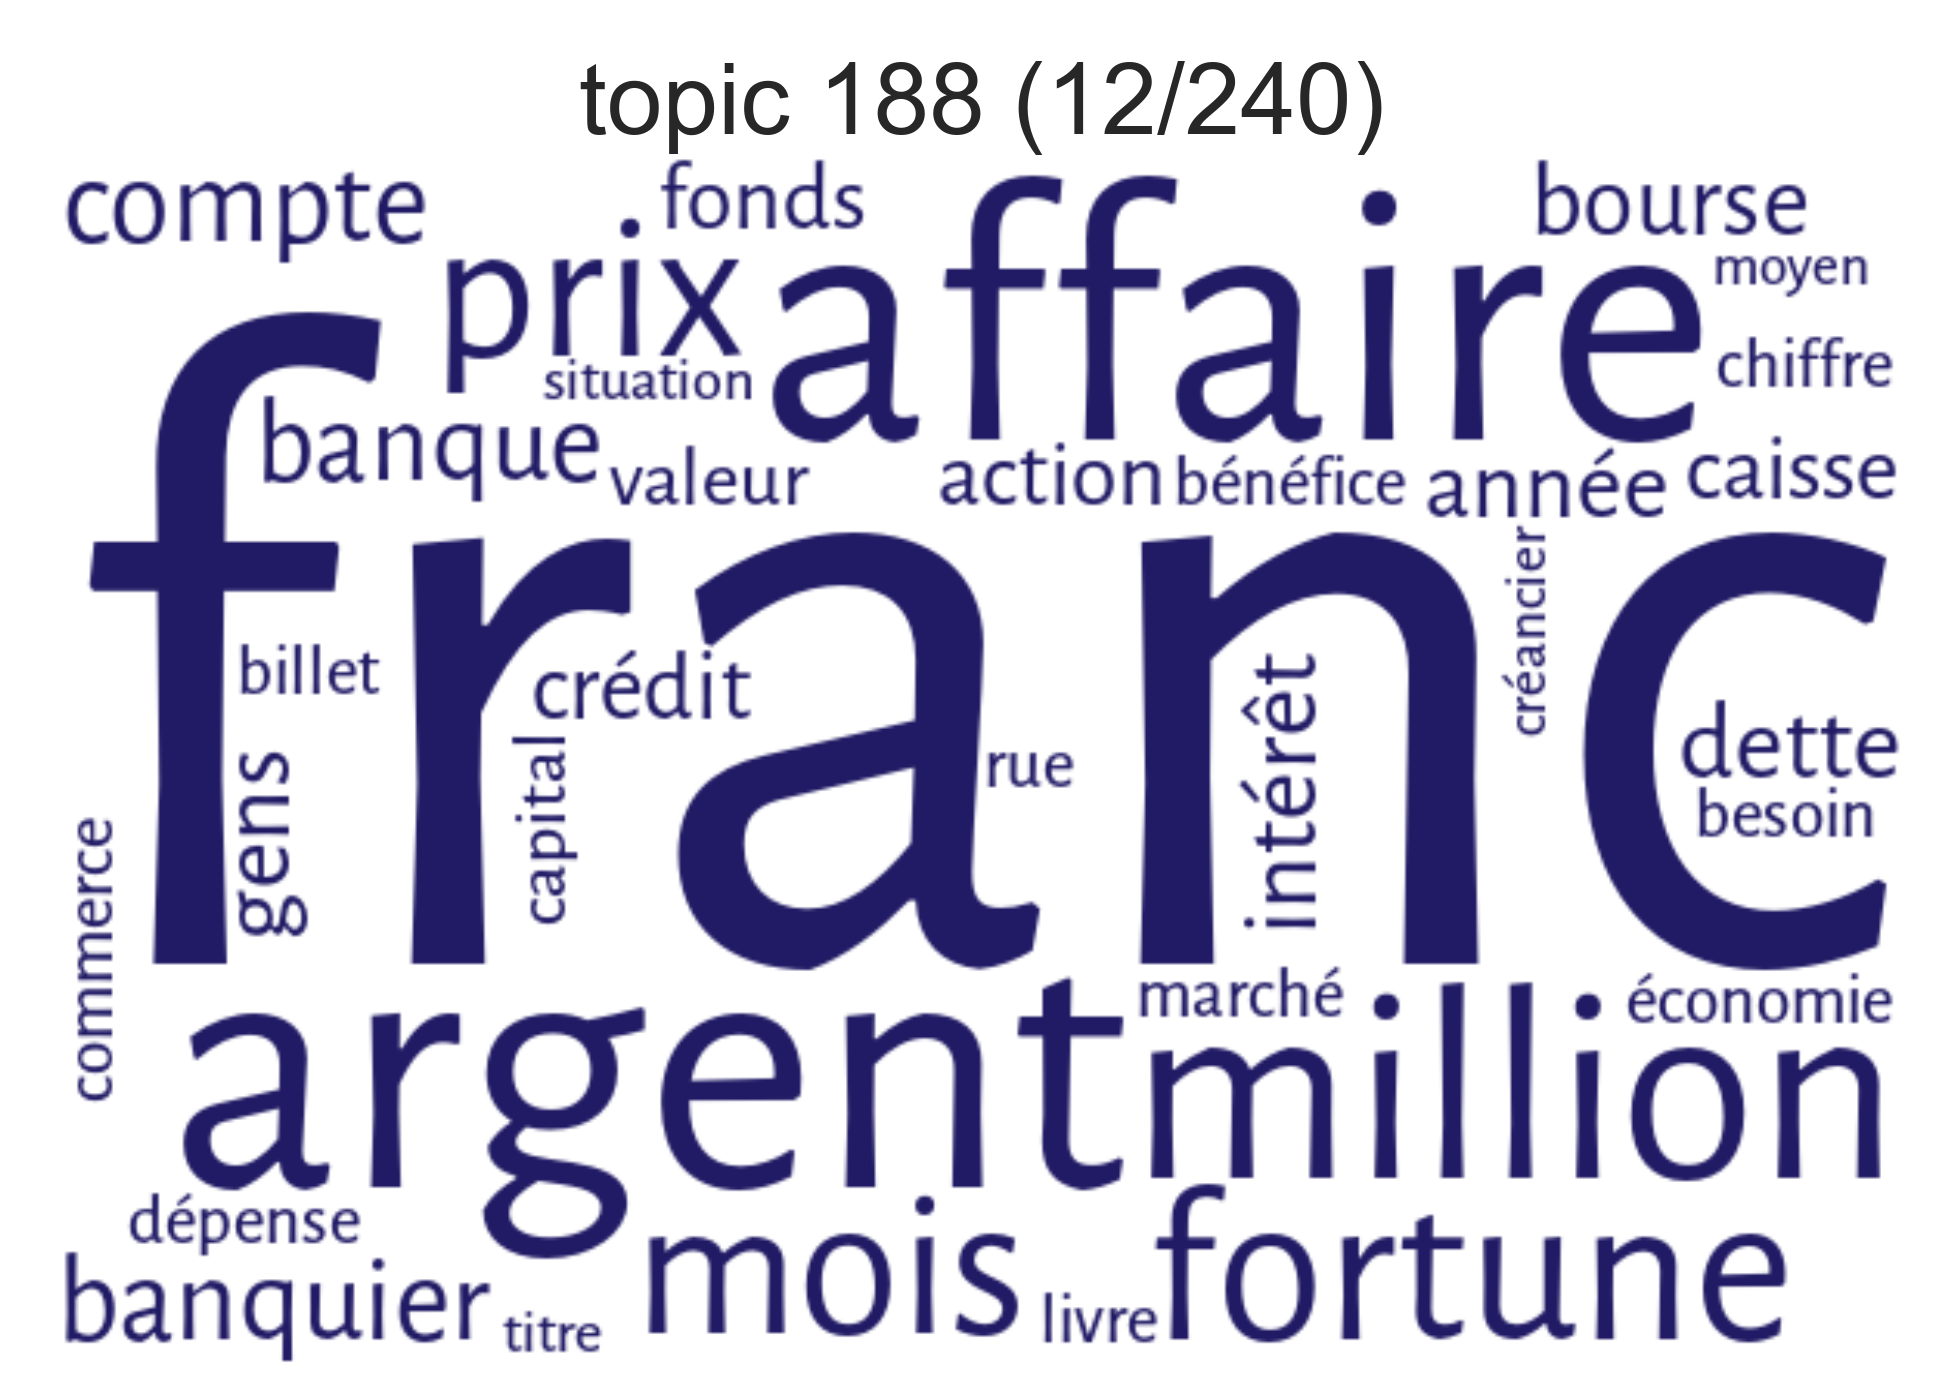 topic 188 (12/240)
compte fonds affaire bourse
prix moyen
situation chiffre
banque valeur action bénéfice année caisse
franc
créancier
billet crédit intérêt dette
gens capital rue besoin
commerce
argent marché économie
million
dépense mois fortune
banquier titre livre